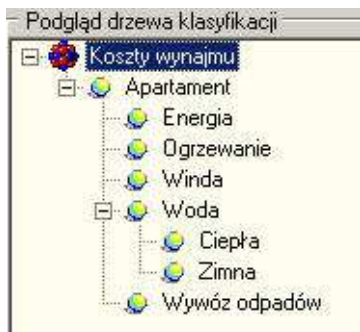 Podgląd drzewa klasyfikacji
Koszty wynajmu
Apartament
Energia
Ogrzewanie
Winda
Woda
Ciepła
Zimna
Wywóz odpadów